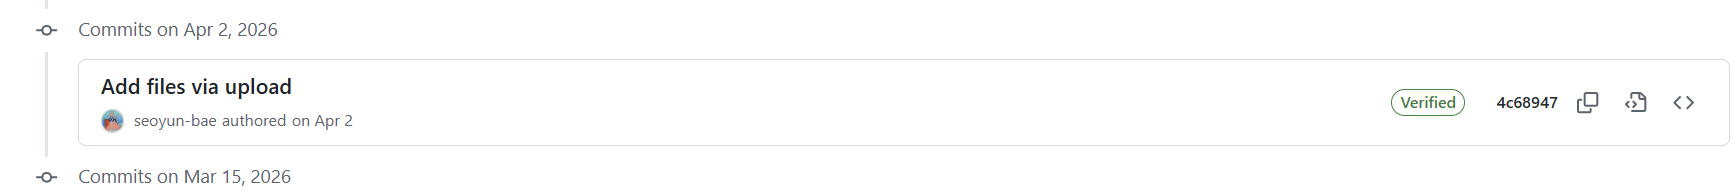 Commits on Apr 2, 2026
Add files via upload
seoyun-bae authored on Apr 2
Verified
4c68947
Commits on Mar 15, 2026